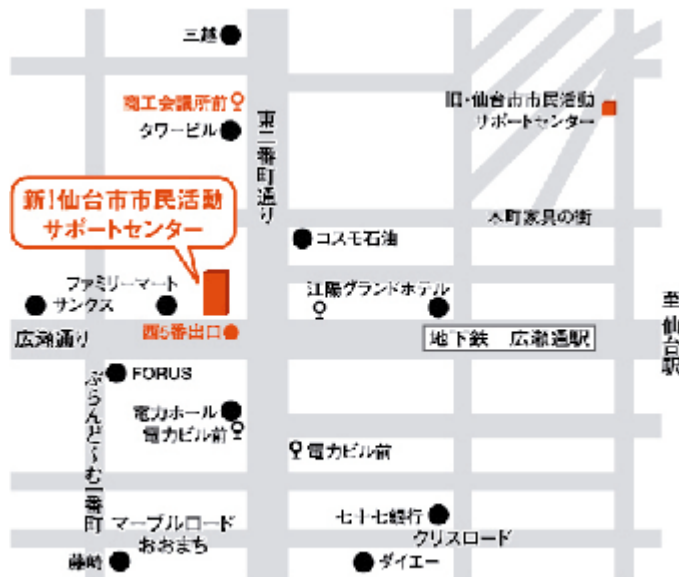 三越
商工会議所前
タワービル
東二番町通り
旧・仙台市市民活動
サポートセンター
新!仙台市市民活動
サポートセンター
本町家具の街
コスモ石油
ファミリーマート
サンクス
江陽グランドホテル
至 仙台駅
広瀬通り
西5番出口
地下鉄 広瀬通駅
FORUS
ぶらんど〜む一番町
電力ホール
電力ビル前
電力ビル前
マーブルロード
おおまち
七十七銀行
クリスロード
藤崎
ダイエー